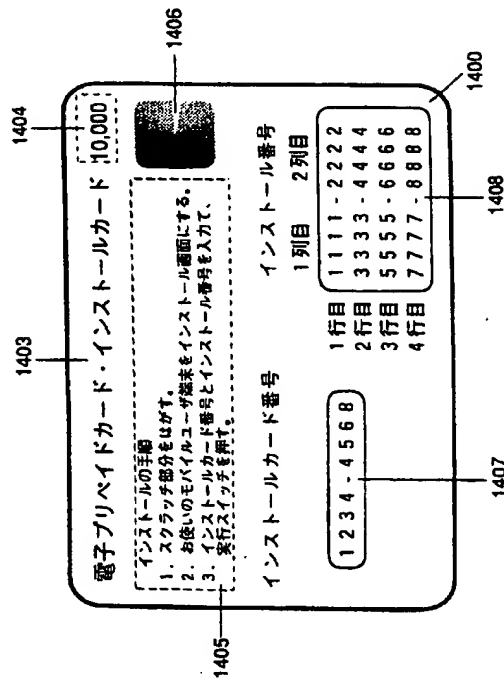 1403
1404
1406
電子プリペイドカード・インストールカード 10,000
インストールの手順
1. スクラッチ部分をはがす。
2. お使いのモバイルユーザ端末をインストール画面にする。
3. インストールカード番号とインストール番号を入力て、
実行スイッチを押す。
1405
インストールカード番号
1234-4568
1407
インストール番号
1列目 2列目
1行目 1111-2222
2行目 3333-4444
3行目 5555-6666
4行目 7777-8888
1408
1400